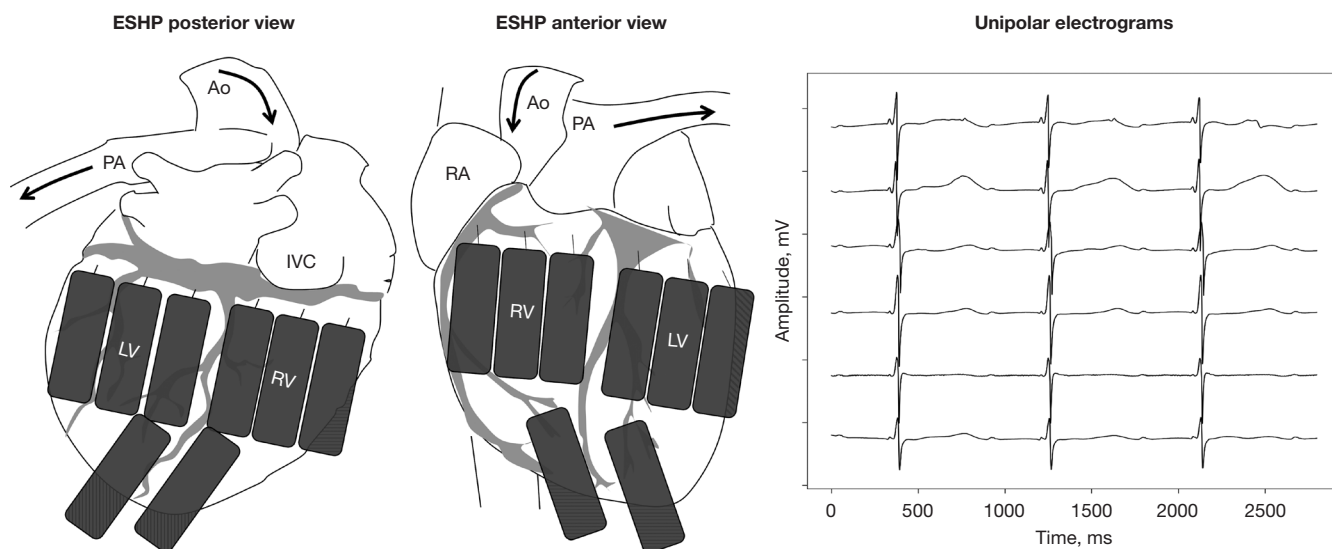 ESHP posterior view
Ao
PA
IVC
LV
RV
ESHP anterior view
Ao
PA
RA
RV
LV
Unipolar electrograms
Amplitude, mV
0 500 1000 1500 2000 2500
Time, ms